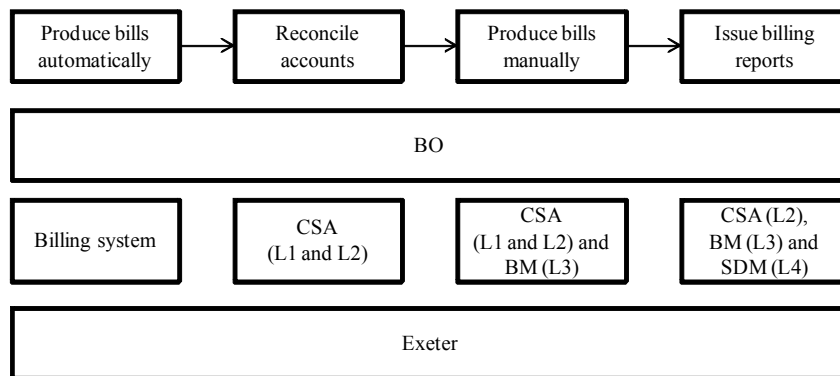 Produce bills
automatically
Reconcile
accounts
Produce bills
manually
Issue billing
reports
BO
Billing system
CSA
(L1 and L2)
CSA
(L1 and L2) and
BM (L3)
CSA (L2),
BM (L3) and
SDM (L4)
Exeter